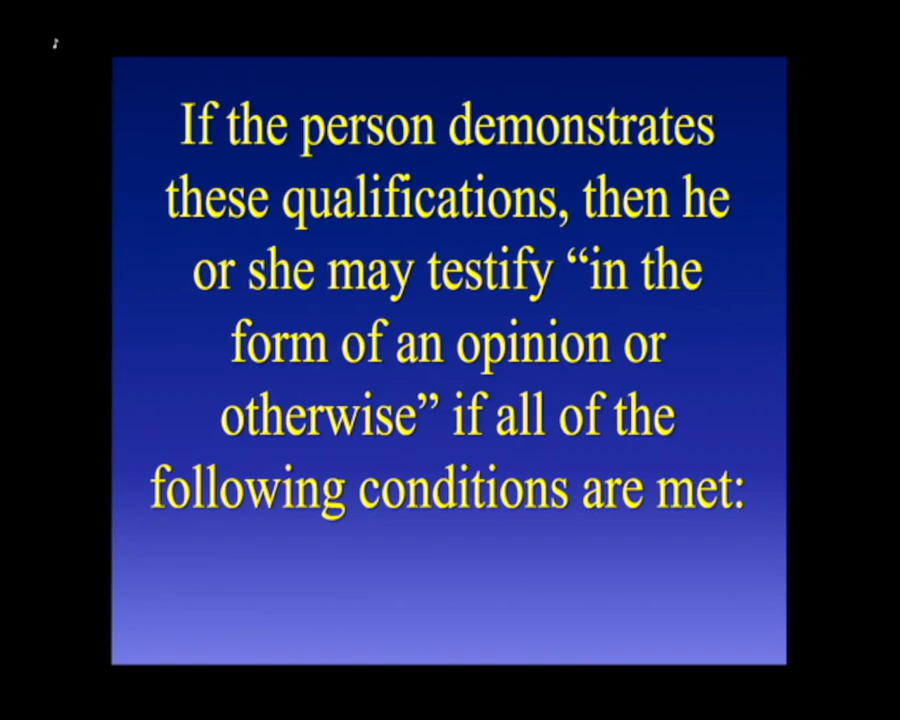 If the person demonstrates
these qualifications, then he
or she may testify “in the
form of an opinion or
otherwise” if all of the
following conditions are met: